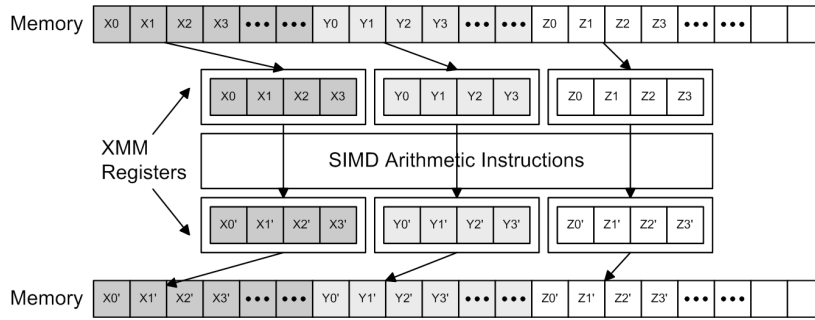 Memory X0 X1 X2 X3 ••• ••• Y0 Y1 Y2 Y3 ••• ••• Z0 Z1 Z2 Z3 ••• •••
X0 X1 X2 X3 Y0 Y1 Y2 Y3 Z0 Z1 Z2 Z3
XMM
Registers
SIMD Arithmetic Instructions
X0' X1' X2' X3' Y0' Y1' Y2' Y3' Z0' Z1' Z2' Z3'
Memory X0' X1' X2' X3' ••• ••• Y0' Y1' Y2' Y3' ••• ••• Z0' Z1' Z2' Z3' ••• •••